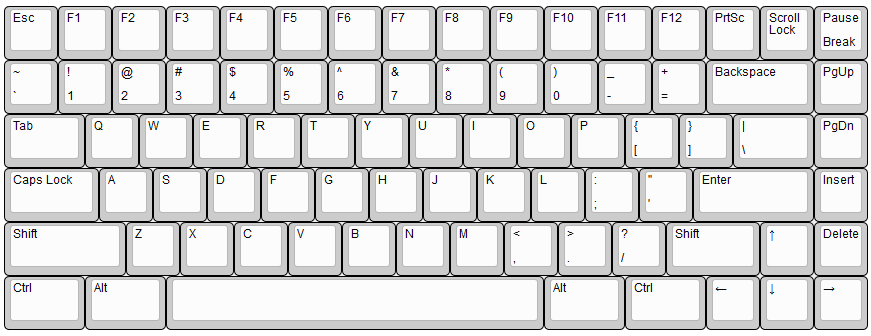 Esc F1 F2 F3 F4 F5 F6 F7 F8 F9 F10 F11 F12 PrtSc Scroll Lock Pause Break
~ ! @ # $ % ^ & * ( ) _ + Backspace PgUp
` 1 2 3 4 5 6 7 8 9 0 - =
Tab Q W E R T Y U I O P { } | PgDn
[ ] \
Caps Lock A S D F G H J K L : " Enter Insert
; '
Shift Z X C V B N M < > ? Shift ↑ Delete
, . /
Ctrl Alt Alt Ctrl ← ↓ →